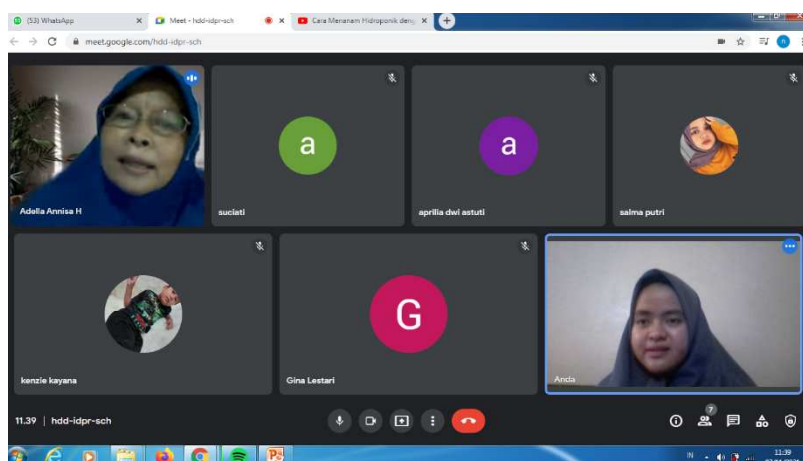 (53) WhatsApp
Meet - hdd-idpr-sch
Cara Menanam Hidroponik deng
meet.google.com/hdd-idpr-sch
Adella Annisa H
a
suciati
a
aprilia dwi astuti
salma putri
kenzie kayana
G
Gina Lestari
Anda
11.39 | hdd-idpr-sch
7
IN
11:39